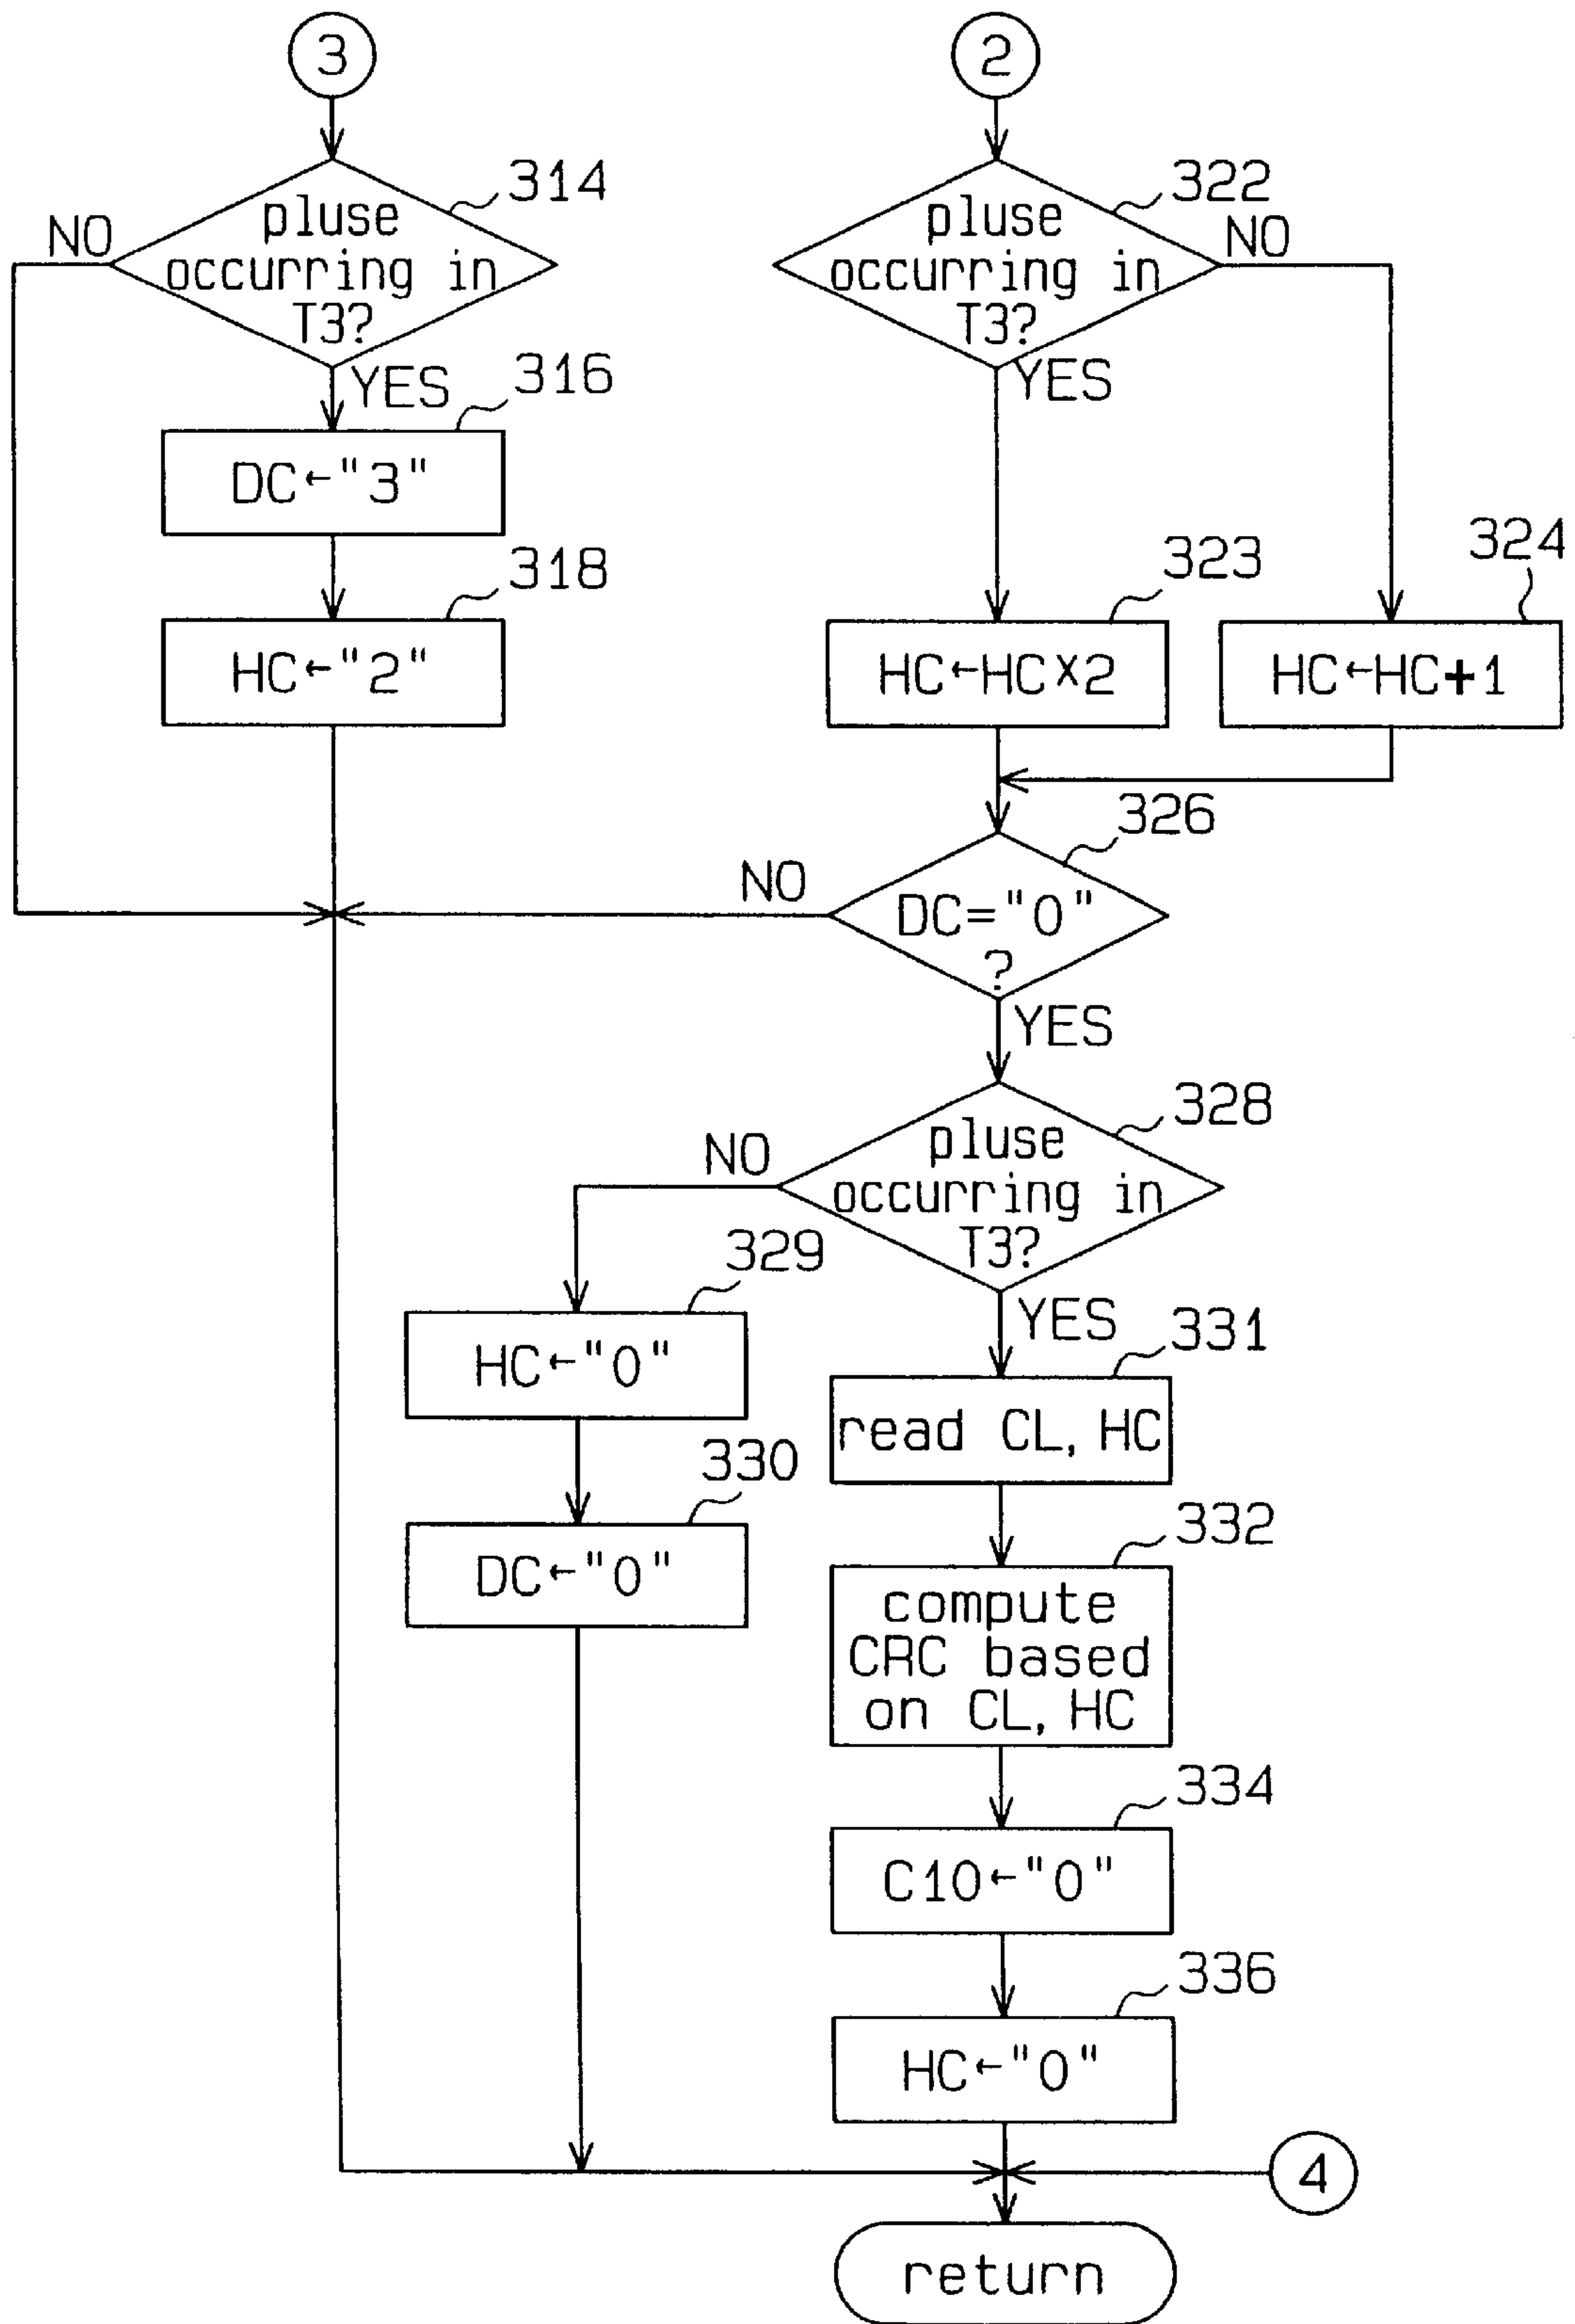 3
314
pluse
occurring in
T3?
NO
YES
316
DC←"3"
318
HC←"2"
2
322
pluse
occurring in
T3?
NO
YES
323
HC←HC×2
324
HC←HC+1
326
DC="0"
?
NO
YES
328
pluse
occurring in
T3?
NO
YES
329
HC←"0"
330
DC←"0"
331
read CL, HC
332
compute
CRC based
on CL, HC
334
C10←"0"
336
HC←"0"
4
return